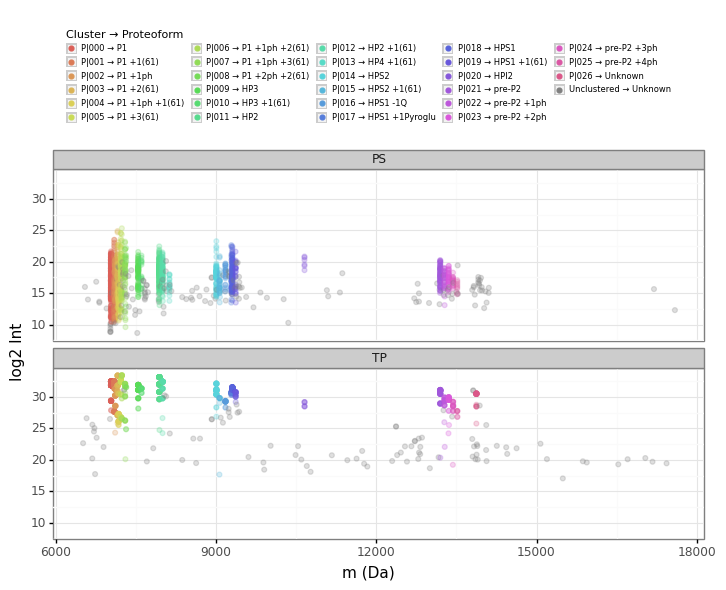 Cluster → Proteoform
PJ000 → P1
PJ001 → P1 +1(61)
PJ002 → P1 +1ph
PJ003 → P1 +2(61)
PJ004 → P1 +1ph +1(61)
PJ005 → P1 +3(61)
PJ006 → P1 +1ph +2(61)
PJ007 → P1 +1ph +3(61)
PJ008 → P1 +2ph +2(61)
PJ009 → HP3
PJ010 → HP3 +1(61)
PJ011 → HP2
PJ012 → HP2 +1(61)
PJ013 → HP4 +1(61)
PJ014 → HPS2
PJ015 → HPS2 +1(61)
PJ016 → HPS1 -1Q
PJ017 → HPS1 +1Pyroglu
PJ018 → HPS1
PJ019 → HPS1 +1(61)
PJ020 → HPI2
PJ021 → pre-P2
PJ022 → pre-P2 +1ph
PJ023 → pre-P2 +2ph
PJ024 → pre-P2 +3ph
PJ025 → pre-P2 +4ph
PJ026 → Unknown
Unclustered → Unknown
PS
30
25
20
15
10
TP
30
25
20
15
10
log2 Int
6000 9000 12000 15000 18000
m (Da)